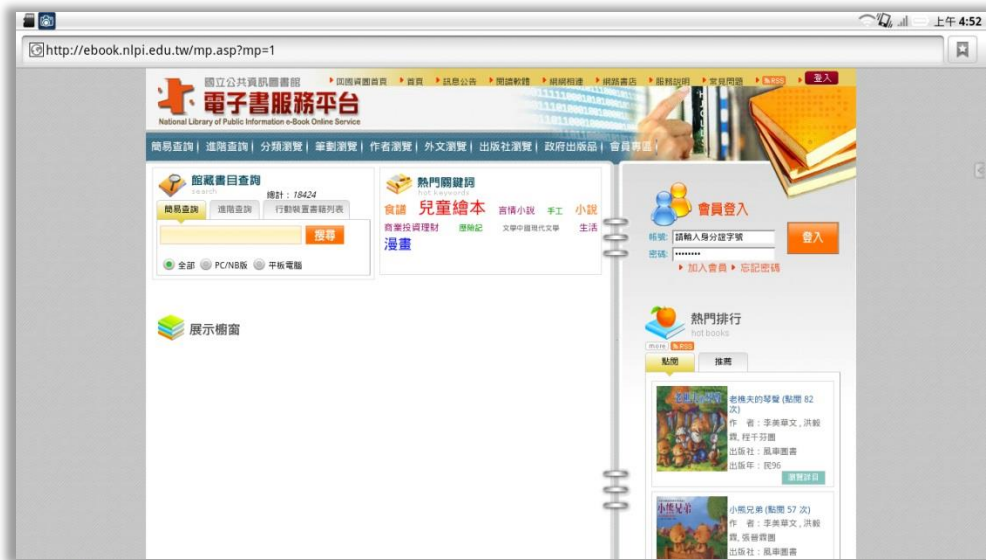 上午 4:52
http://ebook.nlpi.edu.tw/mp.asp?mp=1
國立公共資訊圖書館
電子書服務平台
National Library of Public Information e-Book Online Service
回國資圖首頁 首頁 訊息公告 閱讀軟體 網網相連 網路書店 服務說明 常見問題 RSS 登入
簡易查詢| 進階查詢| 分類瀏覽| 筆劃瀏覽| 作者瀏覽| 外文瀏覽| 出版社瀏覽| 政府出版品| 會員專區|
館藏書目查詢
search
總計：18424
簡易查詢 進階查詢 行動裝置書籍列表
搜尋
全部 PC/NB版 平板電腦
熱門關鍵詞
hot keywords
食譜 兒童繪本 言情小說 手工 小說
商業投資理財 歷險記 文學中國現代文學 生活
漫畫
會員登入
帳號: 請輸入身分證字號
密碼: ••••••••
登入
加入會員 忘記密碼
展示櫥窗
熱門排行
hot books
more RSS
點閱 推薦
老樵夫的琴聲 (點閱 82
次)
作 者：李美華文, 洪毅
霖, 程千芬圖
出版社：風車圖書
出版年：民96
瀏覽詳目
小熊兄弟
小熊兄弟 (點閱 57 次)
作 者：李美華文, 洪毅
霖, 張晉霖圖
出版社：風車圖書